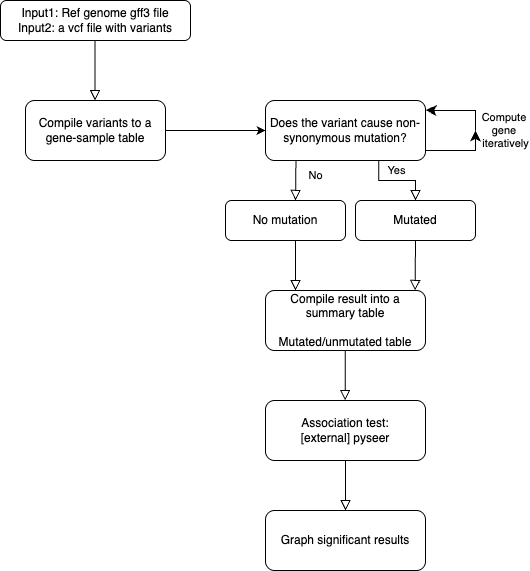 Input1: Ref genome gff3 file
Input2: a vcf file with variants
Compile variants to a
gene-sample table
Does the variant cause non-
synonymous mutation?
Compute
gene
iteratively
No
Yes
No mutation
Mutated
Compile result into a
summary table
Mutated/unmutated table
Association test:
[external] pyseer
Graph significant results